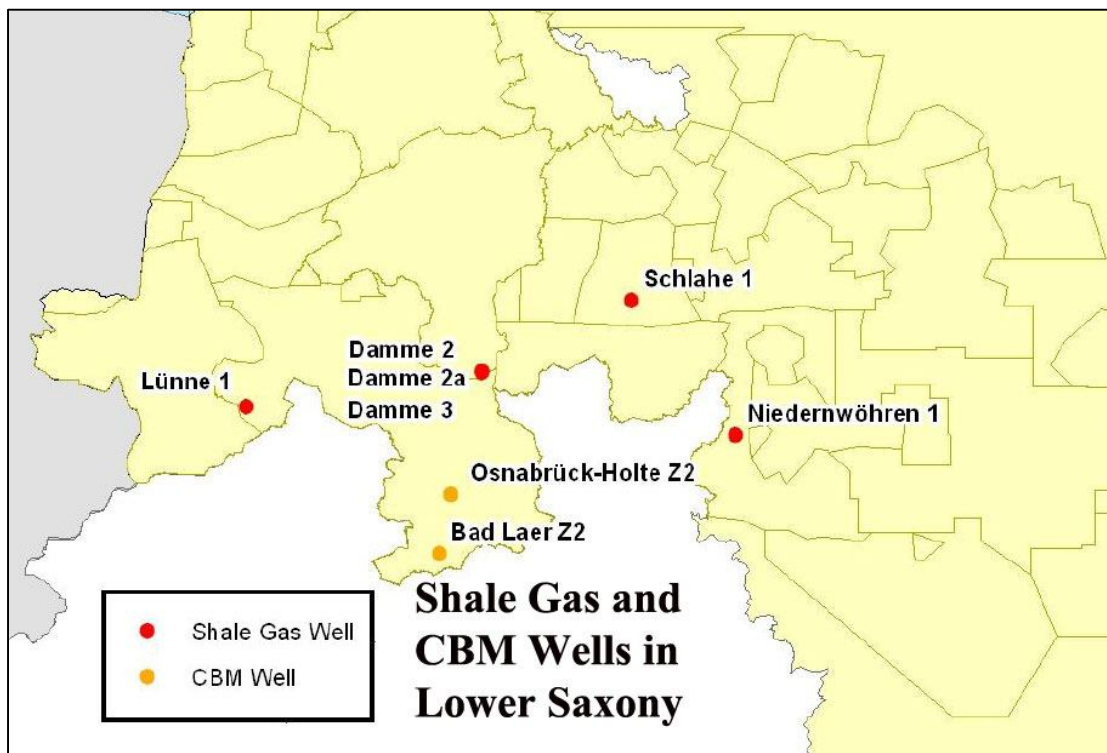 Schlahe 1
Damme 2
Lünne 1
Damme 2a
Damme 3
Niedernwöhren 1
Osnabrück-Holte Z2
Bad Laer Z2
Shale Gas and
CBM Wells in
Lower Saxony
Shale Gas Well
CBM Well